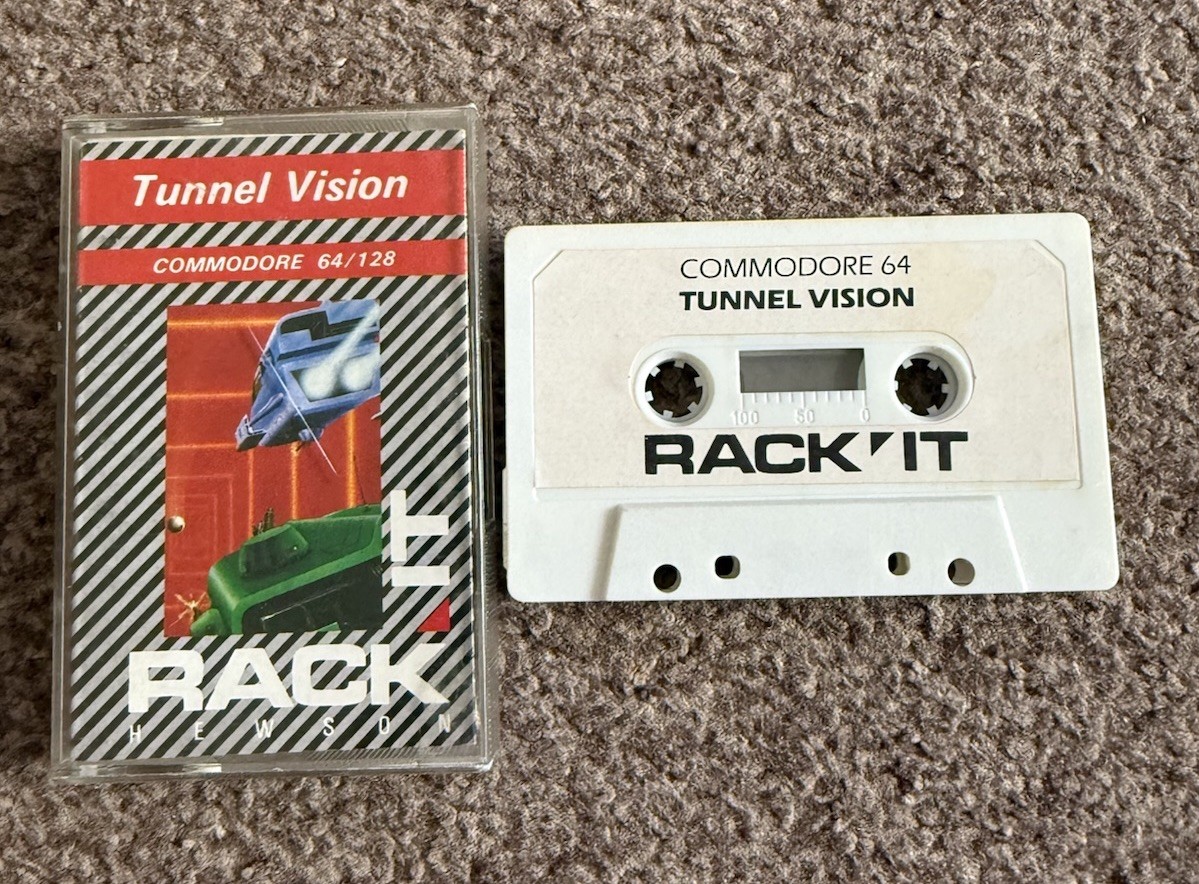 Tunnel Vision
COMMODORE 64/128
RACK'IT
HEWSON
COMMODORE 64
TUNNEL VISION
100 50 0
RACK'IT